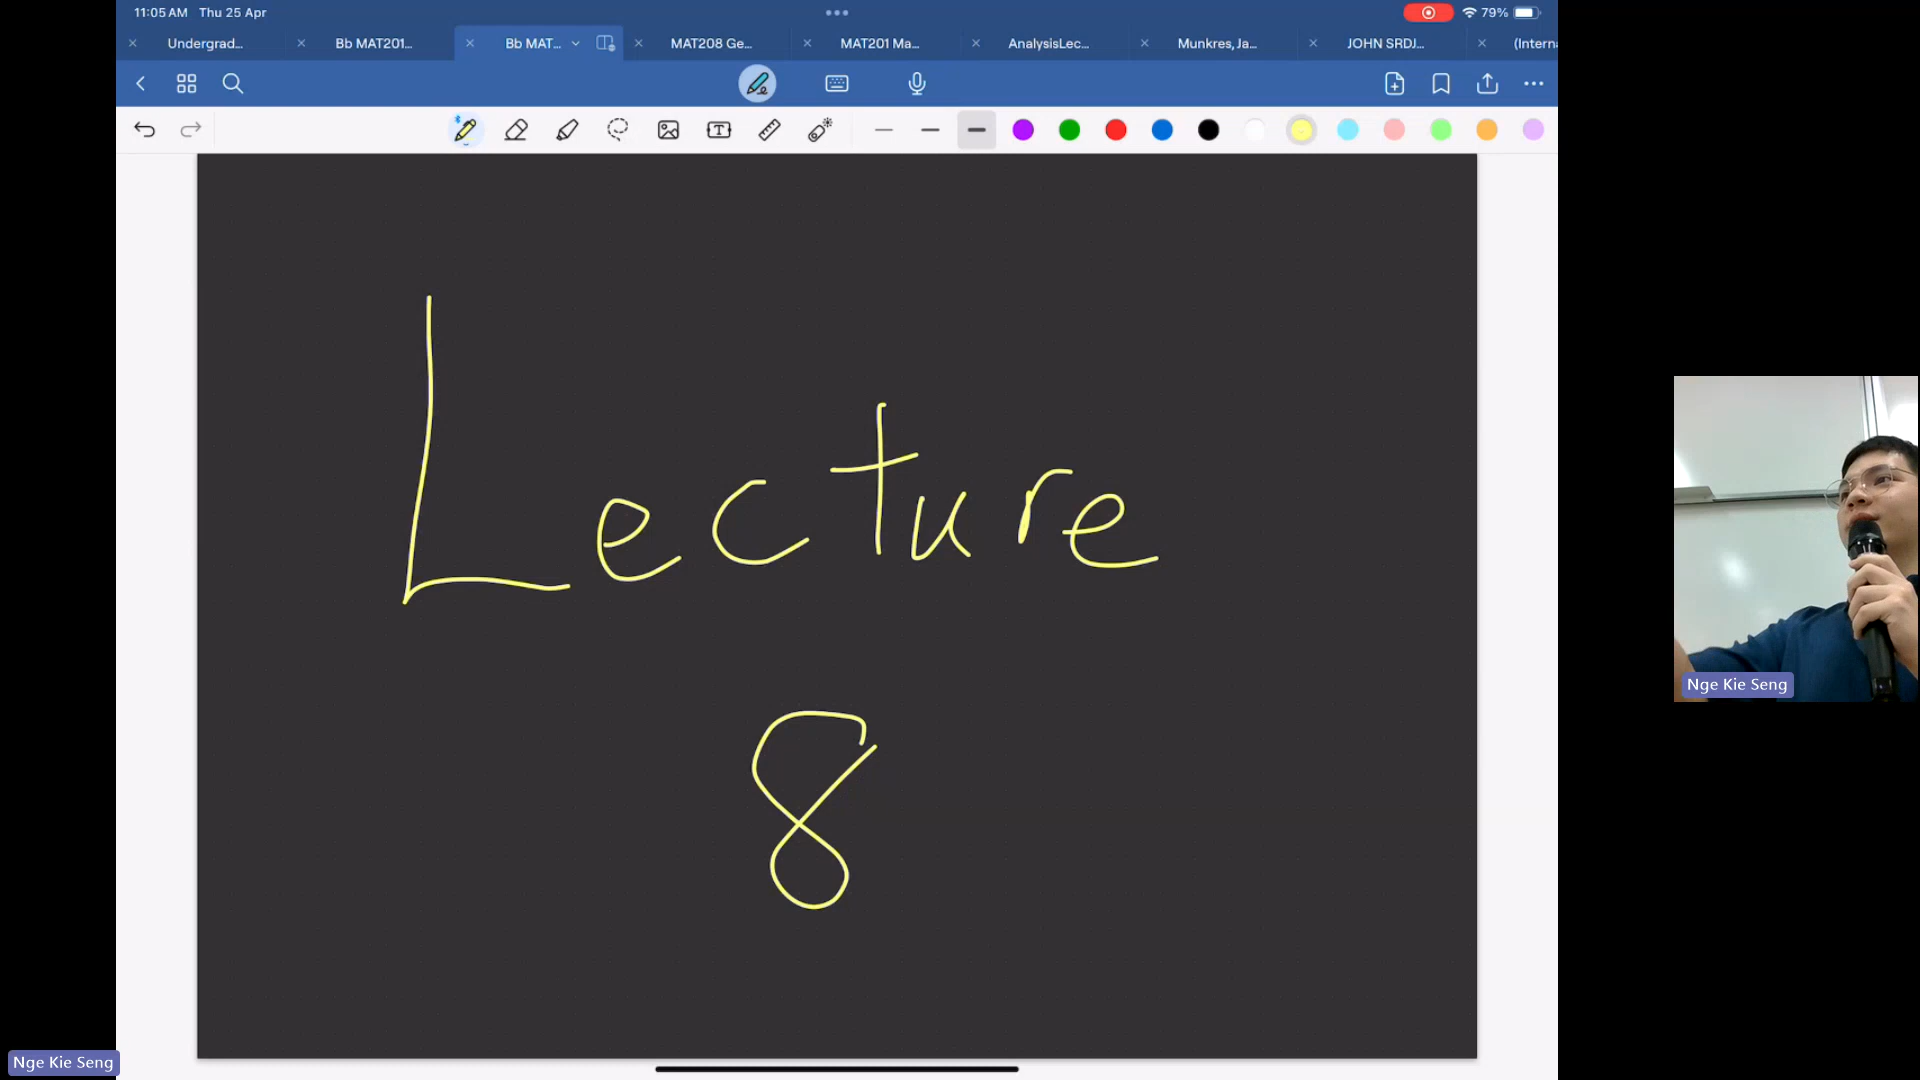 11:05 AM Thu 25 Apr
79%
Undergrad...
Bb MAT201...
Bb MAT...
MAT208 Ge...
MAT201 Ma...
AnalysisLec...
Munkres, Ja...
JOHN SRDJ...
(Intern
T
Lecture
8
Nge Kie Seng
Nge Kie Seng